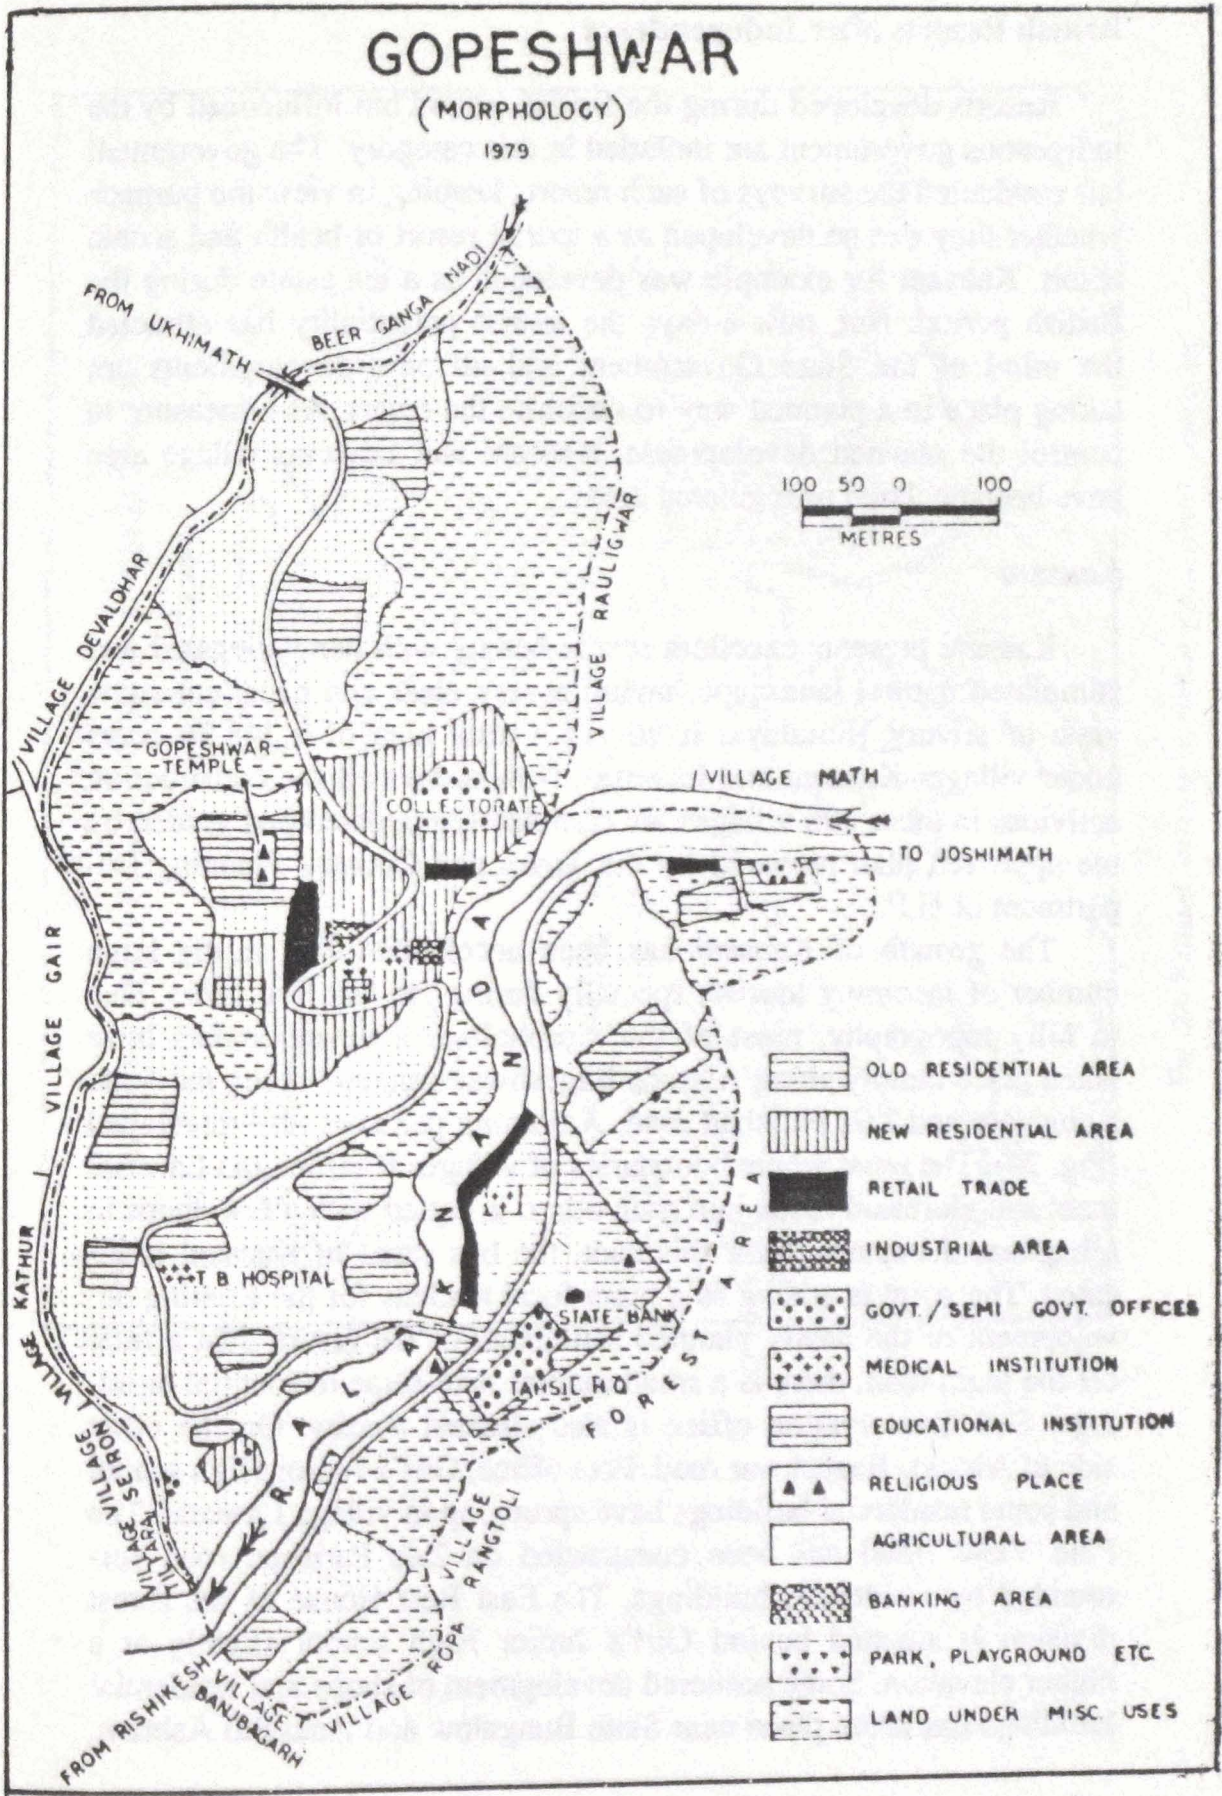 GOPESHWAR
(MORPHOLOGY)
1979
FROM UKHIMATH
BEER GANGA NADI
100 50 0 100
METRES
VILLAGE DEVALDHAR
VILLAGE RAULIGWAR
GOPESHWAR
TEMPLE
COLLECTORATE
VILLAGE MATH
TO JOSHIMATH
VILLAGE GAIR
A L A K N A N D A R.
VILLAGE KATHUR
T B HOSPITAL
STATE BANK
TAHSIL H.Q.
FOREST AREA
VILLAGE SEIRON
VILLAGE
VILLAGE RANGTOLI
VILLAGE ROPA
VILLAGE
BANJBAGARH
FROM RISHIKESH
OLD RESIDENTIAL AREA
NEW RESIDENTIAL AREA
RETAIL TRADE
INDUSTRIAL AREA
GOVT./SEMI GOVT. OFFICES
MEDICAL INSTITUTION
EDUCATIONAL INSTITUTION
RELIGIOUS PLACE
AGRICULTURAL AREA
BANKING AREA
PARK, PLAYGROUND ETC
LAND UNDER MISC USES